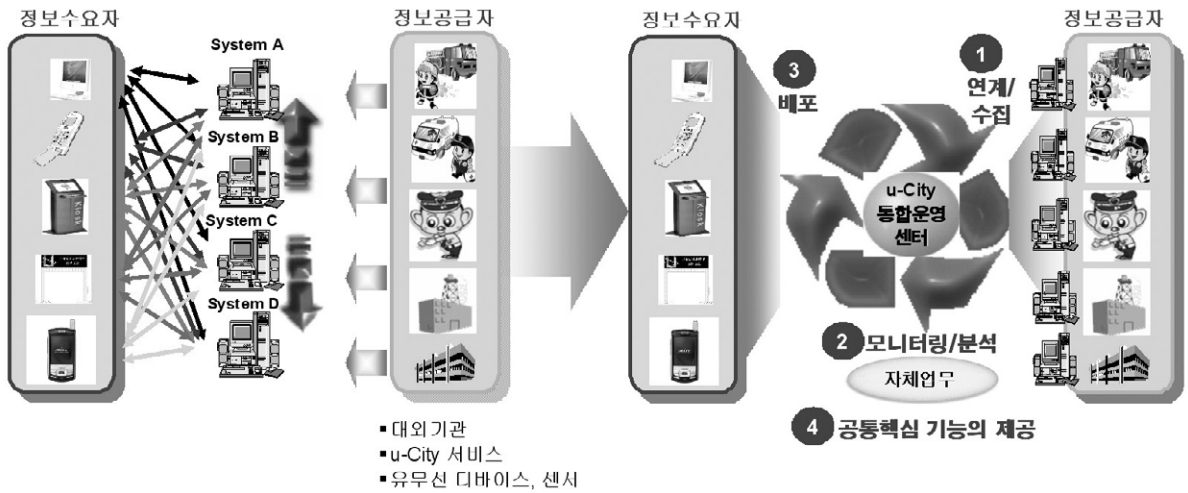 정보수요자
System A
System B
System C
System D
Kiosk
정보공급자
▪ 대외기관
▪ u-City 서비스
▪ 유무선 디바이스, 센서
정보수요자
Kiosk
3
배포
1
연계/
수집
u-City
통합운영
센터
2 모니터링/분석
자체업무
4 공통핵심 기능의 제공
정보공급자